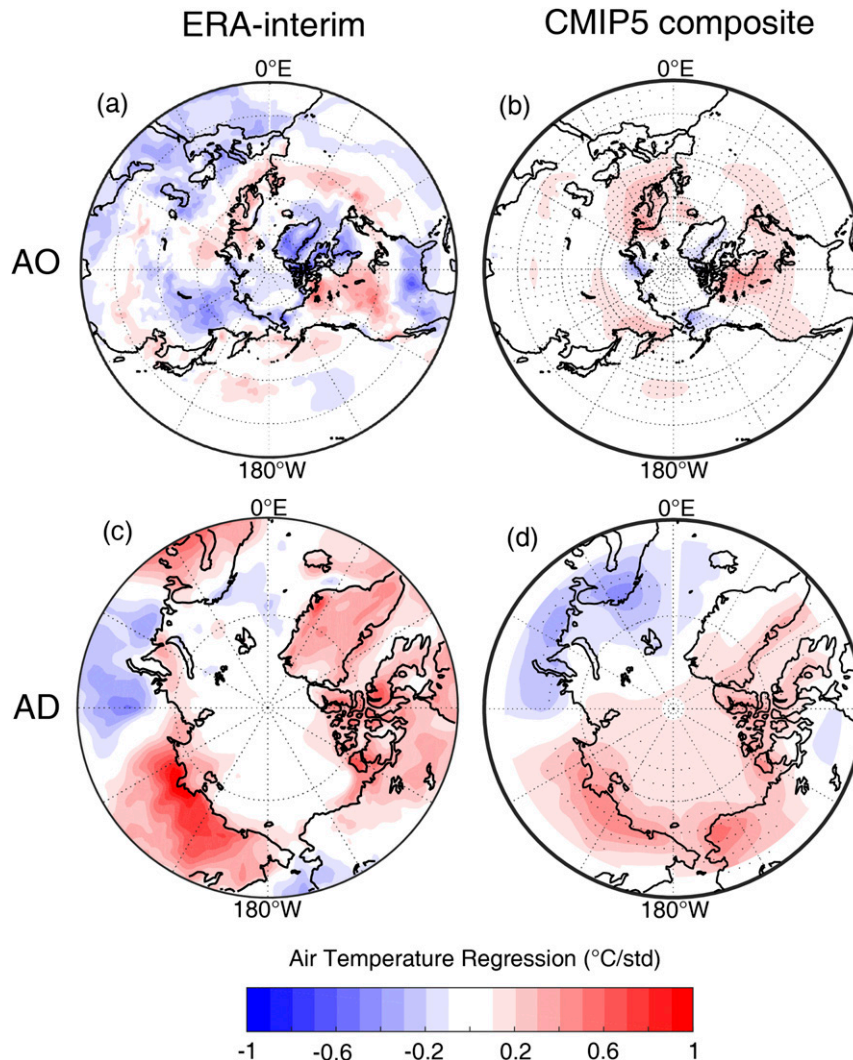 ERA-interim CMIP5 composite
0°E 0°E
(a) (b)
AO
180°W 180°W
0°E 0°E
(c) (d)
AD
180°W 180°W
Air Temperature Regression (°C/std)
-1 -0.6 -0.2 0.2 0.6 1